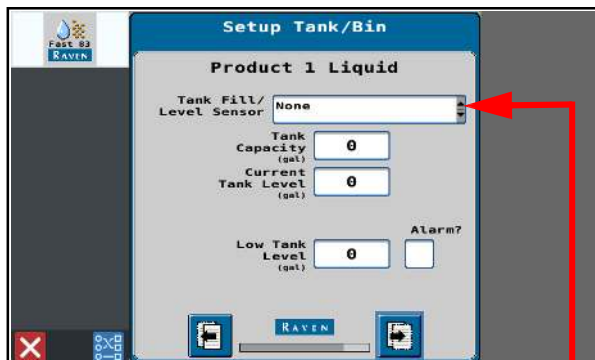 Setup Tank/Bin
Fast 83
RAVEN
Product 1 Liquid
Tank Fill/
Level Sensor
None
Tank
Capacity
(gal)
0
Current
Tank Level
(gal)
0
Alarm?
Low Tank
Level
(gal)
0
RAVEN